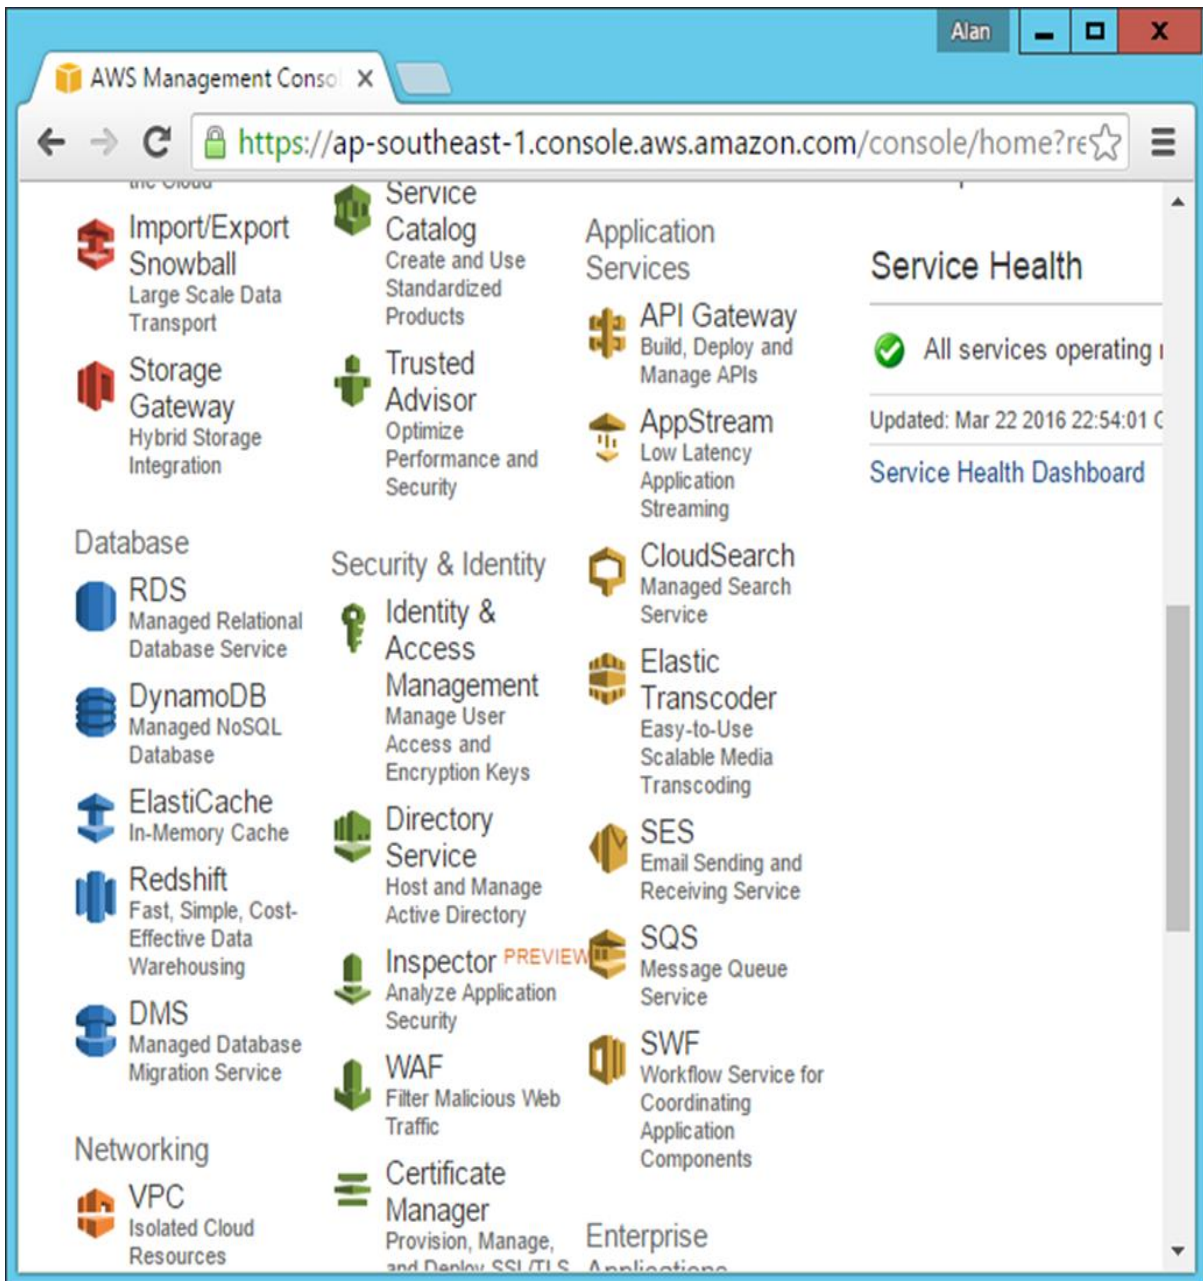 Alan
AWS Management Consol
https://ap-southeast-1.console.aws.amazon.com/console/home?re
the Cloud
Import/Export
Snowball
Large Scale Data
Transport
Storage
Gateway
Hybrid Storage
Integration
Database
RDS
Managed Relational
Database Service
DynamoDB
Managed NoSQL
Database
ElastiCache
In-Memory Cache
Redshift
Fast, Simple, Cost-
Effective Data
Warehousing
DMS
Managed Database
Migration Service
Networking
VPC
Isolated Cloud
Resources
Service
Catalog
Create and Use
Standardized
Products
Trusted
Advisor
Optimize
Performance and
Security
Security & Identity
Identity &
Access
Management
Manage User
Access and
Encryption Keys
Directory
Service
Host and Manage
Active Directory
Inspector PREVIEW
Analyze Application
Security
WAF
Filter Malicious Web
Traffic
Certificate
Manager
Provision, Manage,
and Deploy SSL/TLS
Application
Services
API Gateway
Build, Deploy and
Manage APIs
AppStream
Low Latency
Application
Streaming
CloudSearch
Managed Search
Service
Elastic
Transcoder
Easy-to-Use
Scalable Media
Transcoding
SES
Email Sending and
Receiving Service
SQS
Message Queue
Service
SWF
Workflow Service for
Coordinating
Application
Components
Enterprise
Applications
Service Health
All services operating
Updated: Mar 22 2016 22:54:01
Service Health Dashboard